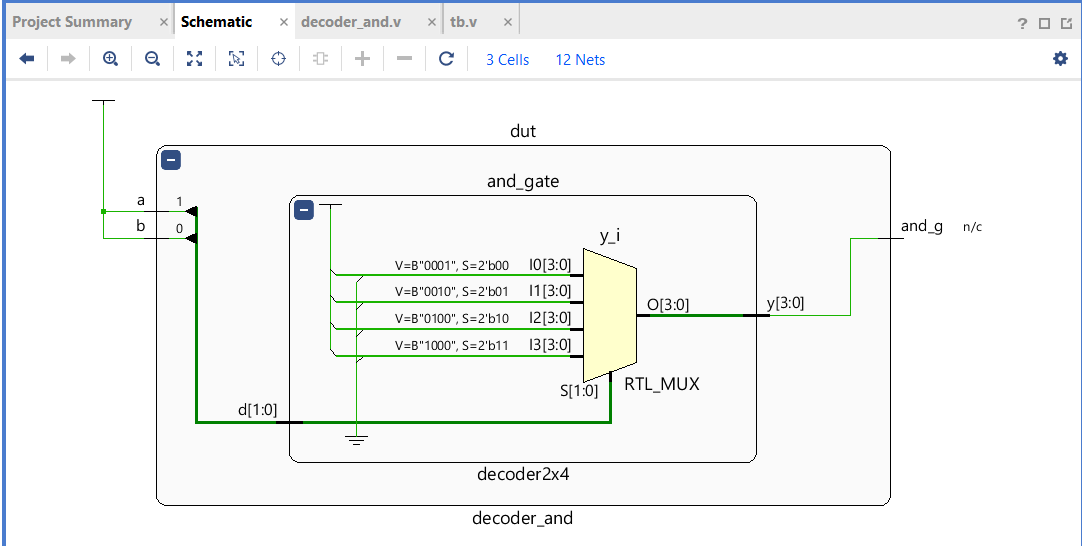 Project Summary × Schematic × decoder_and.v × tb.v × ?
3 Cells 12 Nets
dut
and_gate
a 1
b 0
y_i
and_g n/c
V=B"0001", S=2'b00 I0[3:0]
V=B"0010", S=2'b01 I1[3:0]
V=B"0100", S=2'b10 I2[3:0]
V=B"1000", S=2'b11 I3[3:0]
O[3:0] y[3:0]
S[1:0] RTL_MUX
d[1:0]
decoder2x4
decoder_and